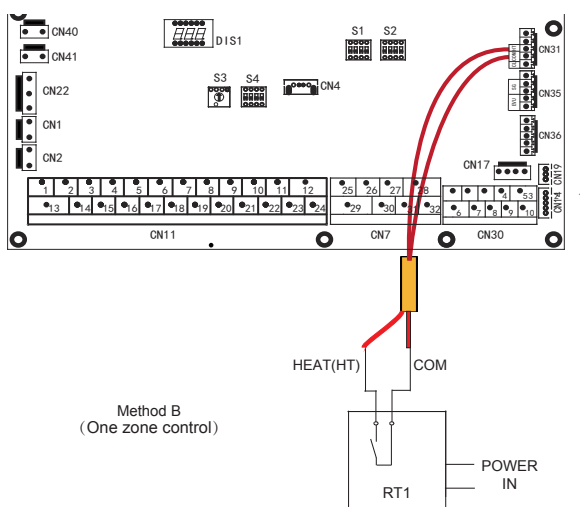 CN40
CN41
CN22
CN1
CN2
DIS1
S1 S2
S3 S4
CN4
CN31
CN35
CN36
CN17
CN19
1 2 3 4 5 6 7 8 9 10 11 12
13 14 15 16 17 18 19 20 21 22 23 24
CN11
25 26 27 28
29 30 31 32
CN7
4 53
6 7 8 9 10
CN30
HEAT(HT)
COM
Method B
(One zone control)
RT1
POWER
IN